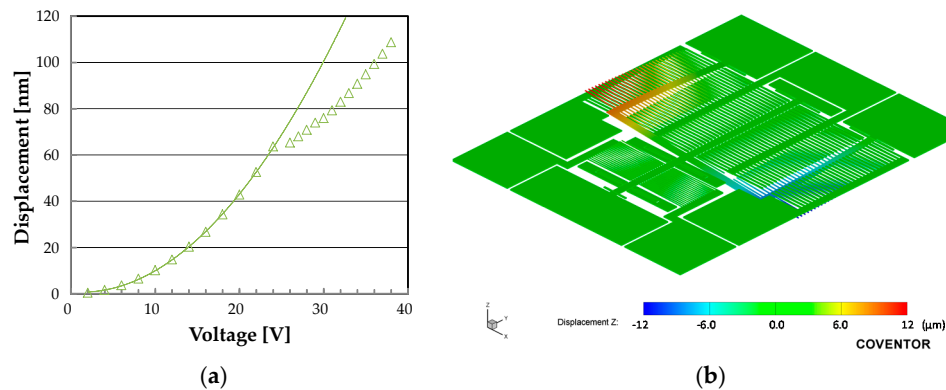 120
100
80
60
40
20
0
Displacement [nm]
0 10 20 30 40
Voltage [V]
(a)
Z
Y
X
Displacement Z: -12 -6.0 0.0 6.0 12 (μm)
COVENTOR
(b)